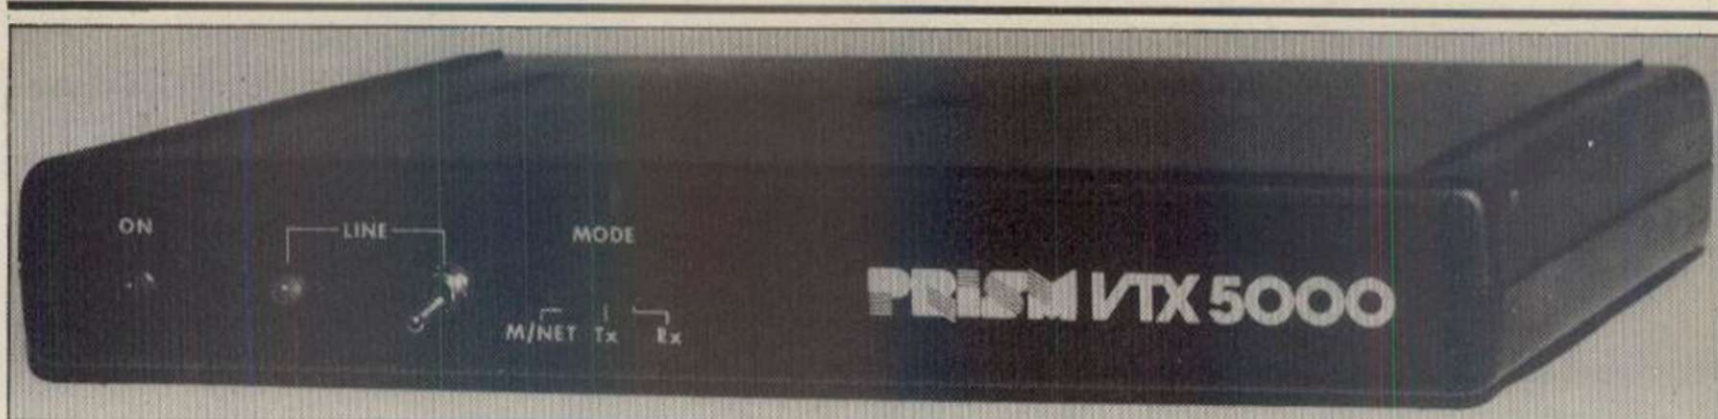 ON
LINE
MODE
M/NET Tx Rx
PRISM VTX 5000